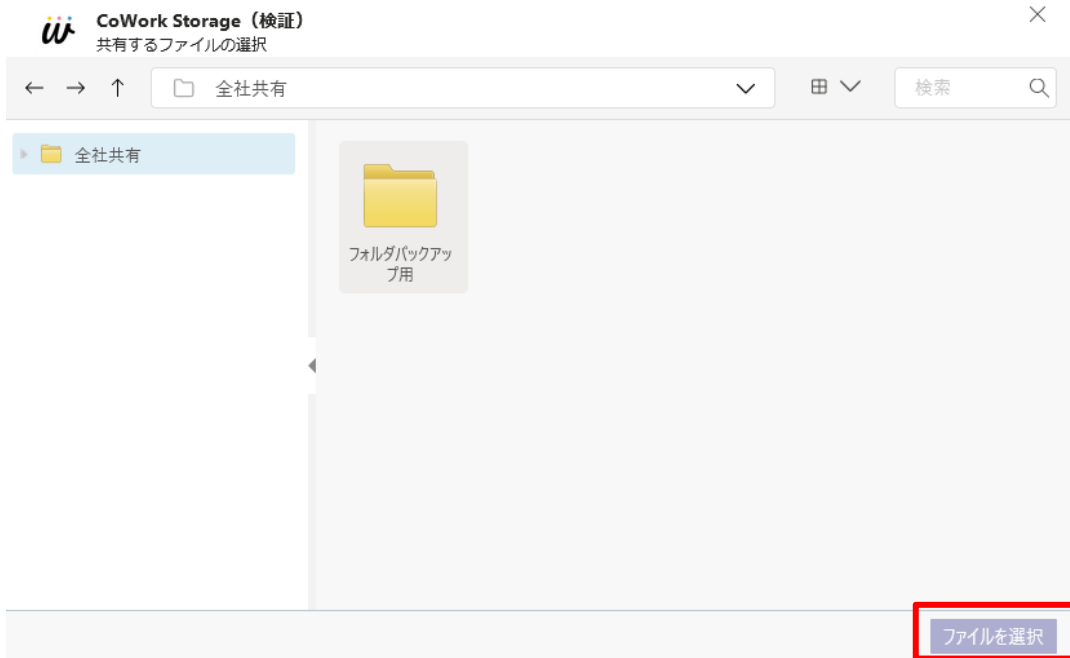 CoWork Storage（検証）
共有するファイルの選択
全社共有
検索
全社共有
フォルダバックアッ
プ用
ファイルを選択